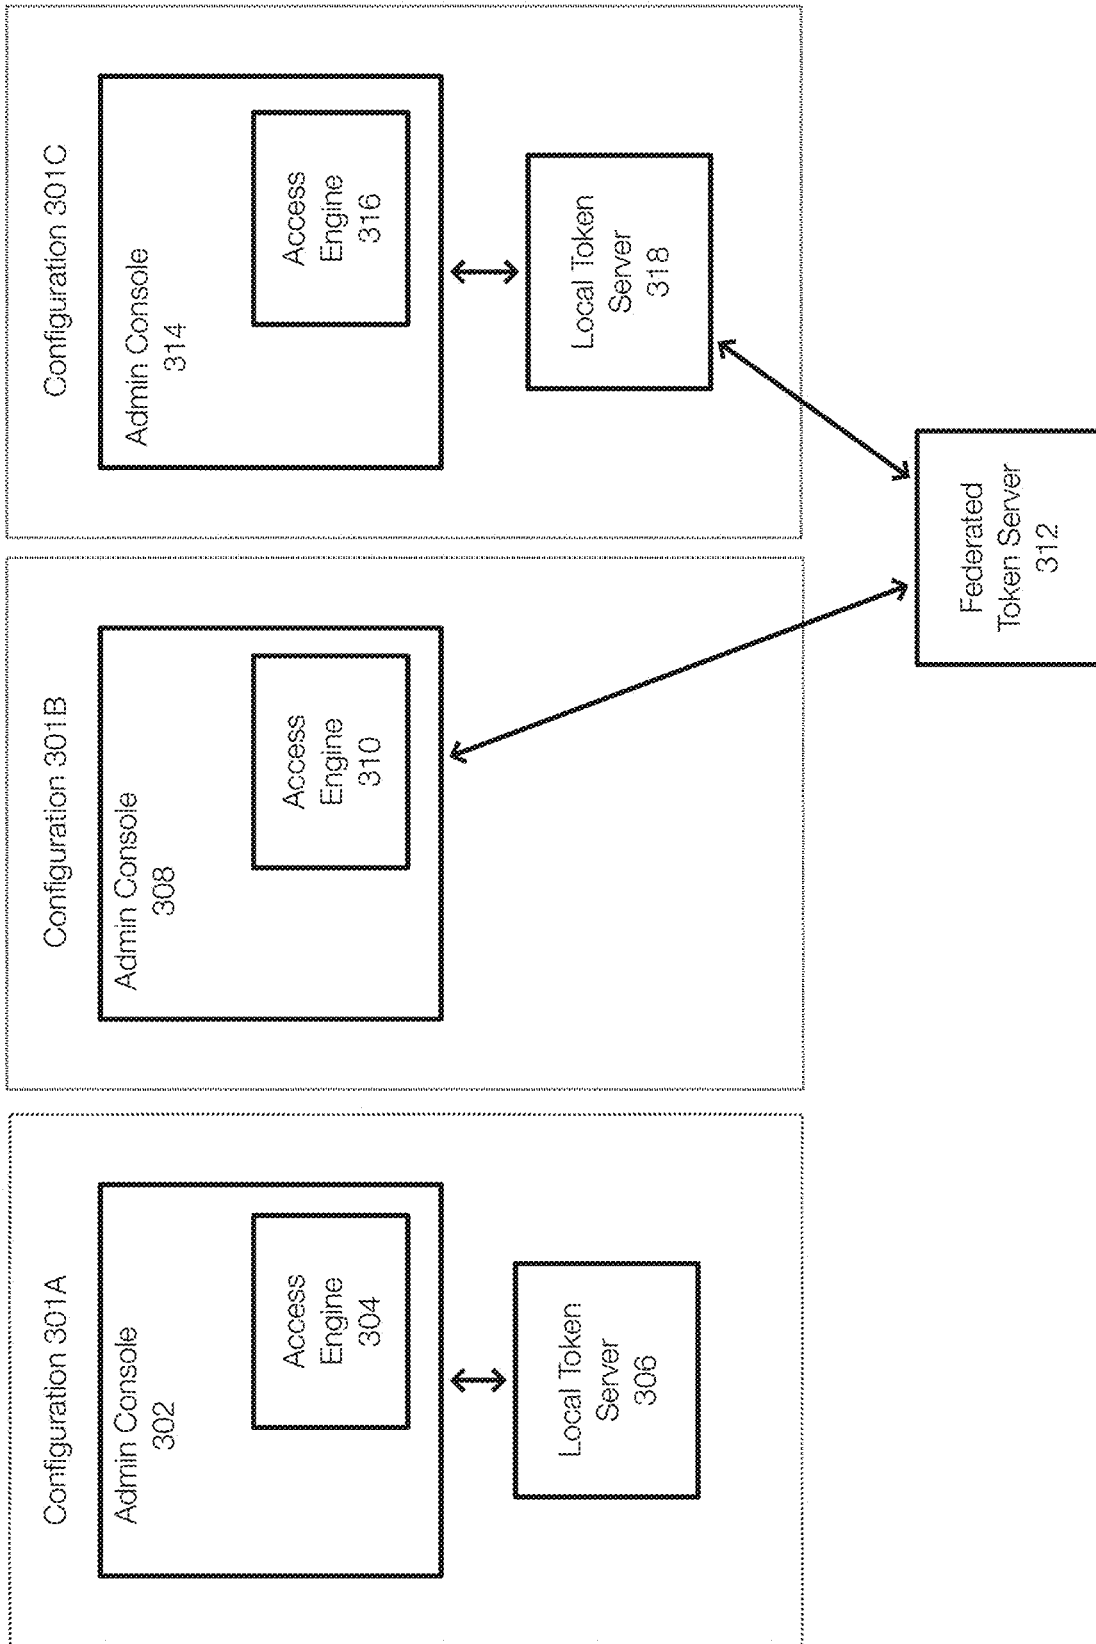 Configuration 301A
Admin Console
302
Access
Engine
304
Local Token
Server
306
Configuration 301B
Admin Console
308
Access
Engine
310
Configuration 301C
Admin Console
314
Access
Engine
316
Local Token
Server
318
Federated
Token Server
312